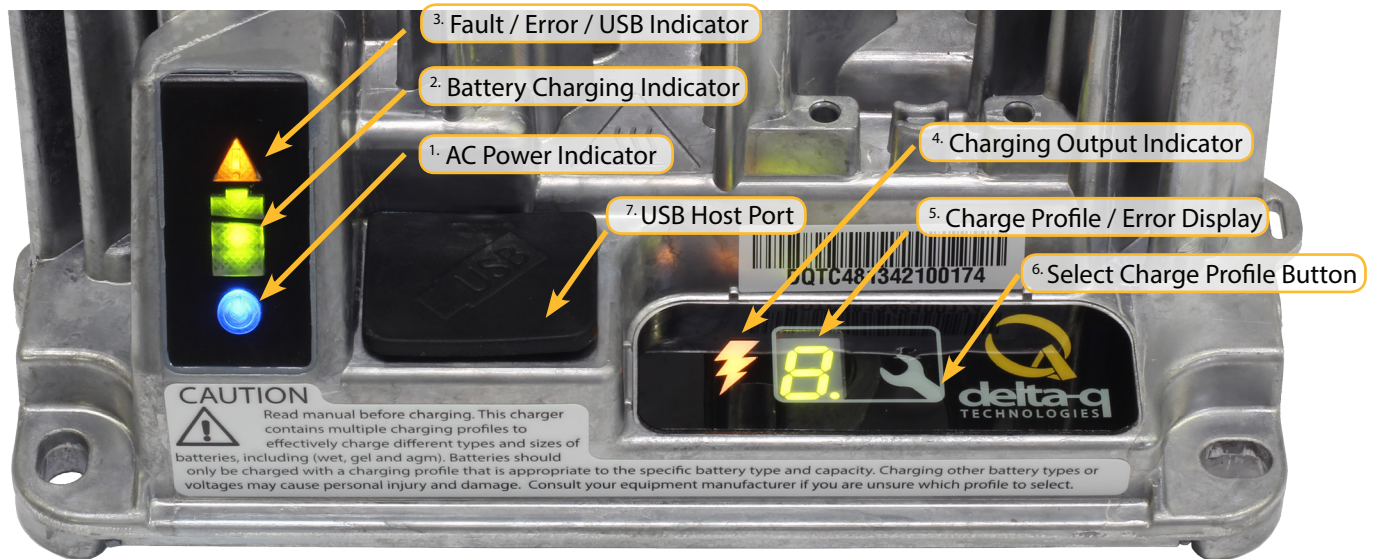 3. Fault / Error / USB Indicator
2. Battery Charging Indicator
1. AC Power Indicator
4. Charging Output Indicator
7. USB Host Port
5. Charge Profile / Error Display
6. Select Charge Profile Button
USB
DQTC481342100174
8.
delta-q
TECHNOLOGIES
CAUTION
Read manual before charging. This charger
contains multiple charging profiles to
effectively charge different types and sizes of
batteries, including (wet, gel and agm). Batteries should
only be charged with a charging profile that is appropriate to the specific battery type and capacity. Charging other battery types or
voltages may cause personal injury and damage. Consult your equipment manufacturer if you are unsure which profile to select.